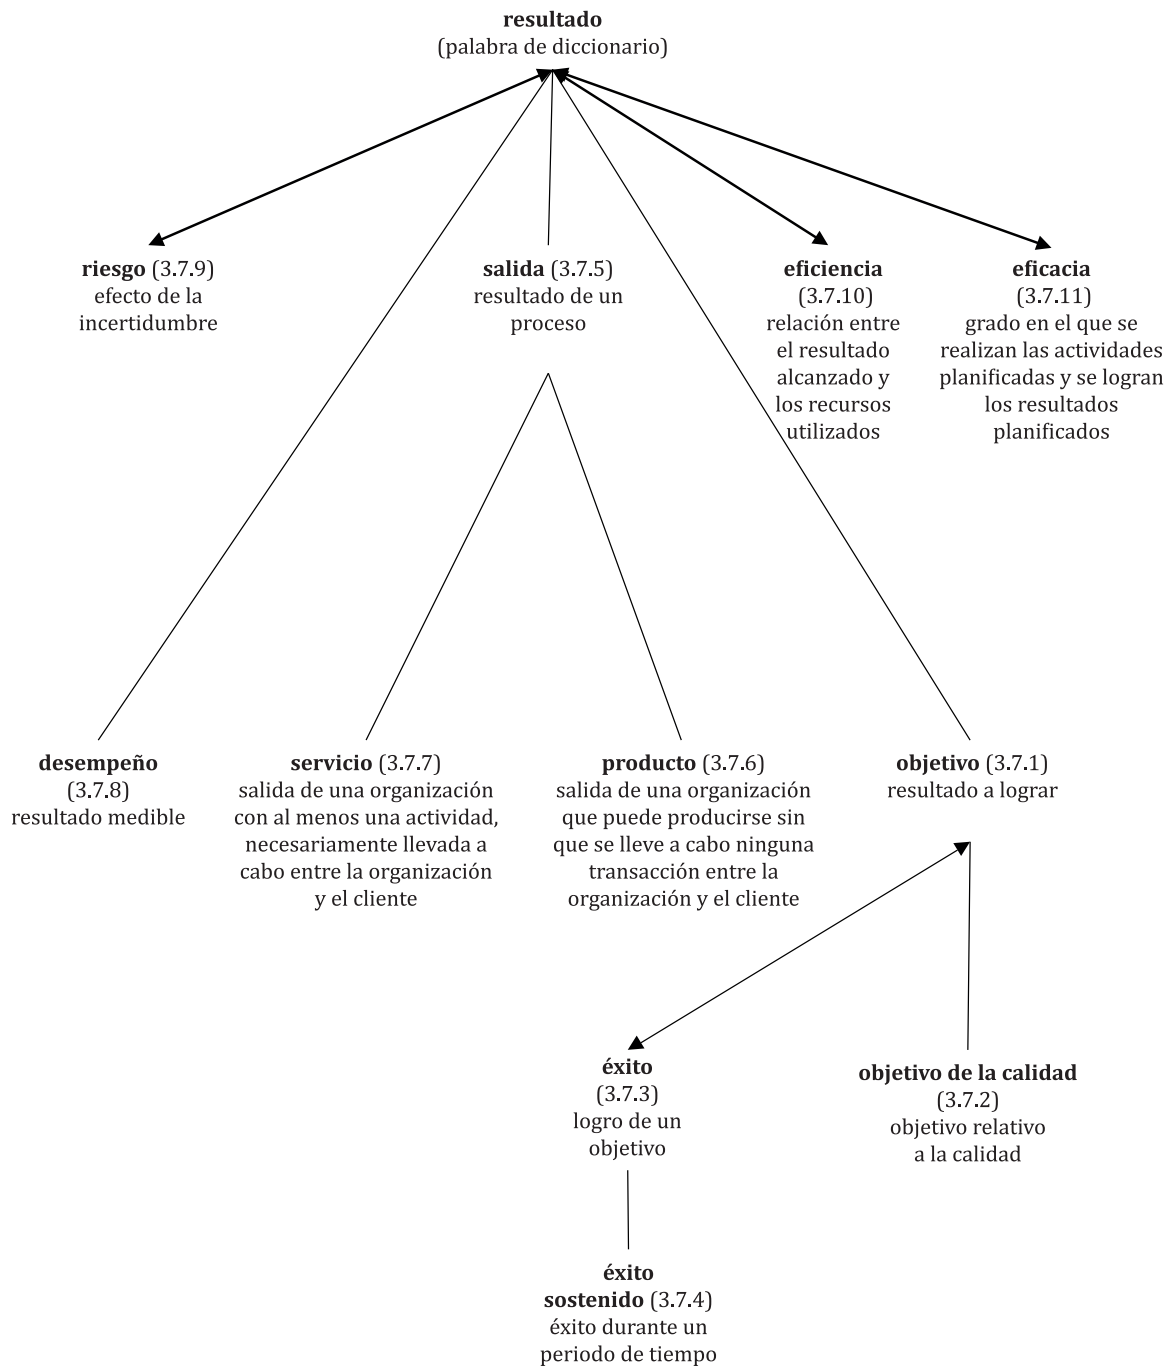 resultado
(palabra de diccionario)
riesgo (3.7.9)
efecto de la
incertidumbre
salida (3.7.5)
resultado de un
proceso
eficiencia
(3.7.10)
relación entre
el resultado
alcanzado y
los recursos
utilizados
eficacia
(3.7.11)
grado en el que se
realizan las actividades
planificadas y se logran
los resultados
planificados
desempeño
(3.7.8)
resultado medible
servicio (3.7.7)
salida de una organización
con al menos una actividad,
necesariamente llevada a
cabo entre la organización
y el cliente
producto (3.7.6)
salida de una organización
que puede producirse sin
que se lleve a cabo ninguna
transacción entre la
organización y el cliente
objetivo (3.7.1)
resultado a lograr
éxito
(3.7.3)
logro de un
objetivo
objetivo de la calidad
(3.7.2)
objetivo relativo
a la calidad
éxito
sostenido (3.7.4)
éxito durante un
periodo de tiempo